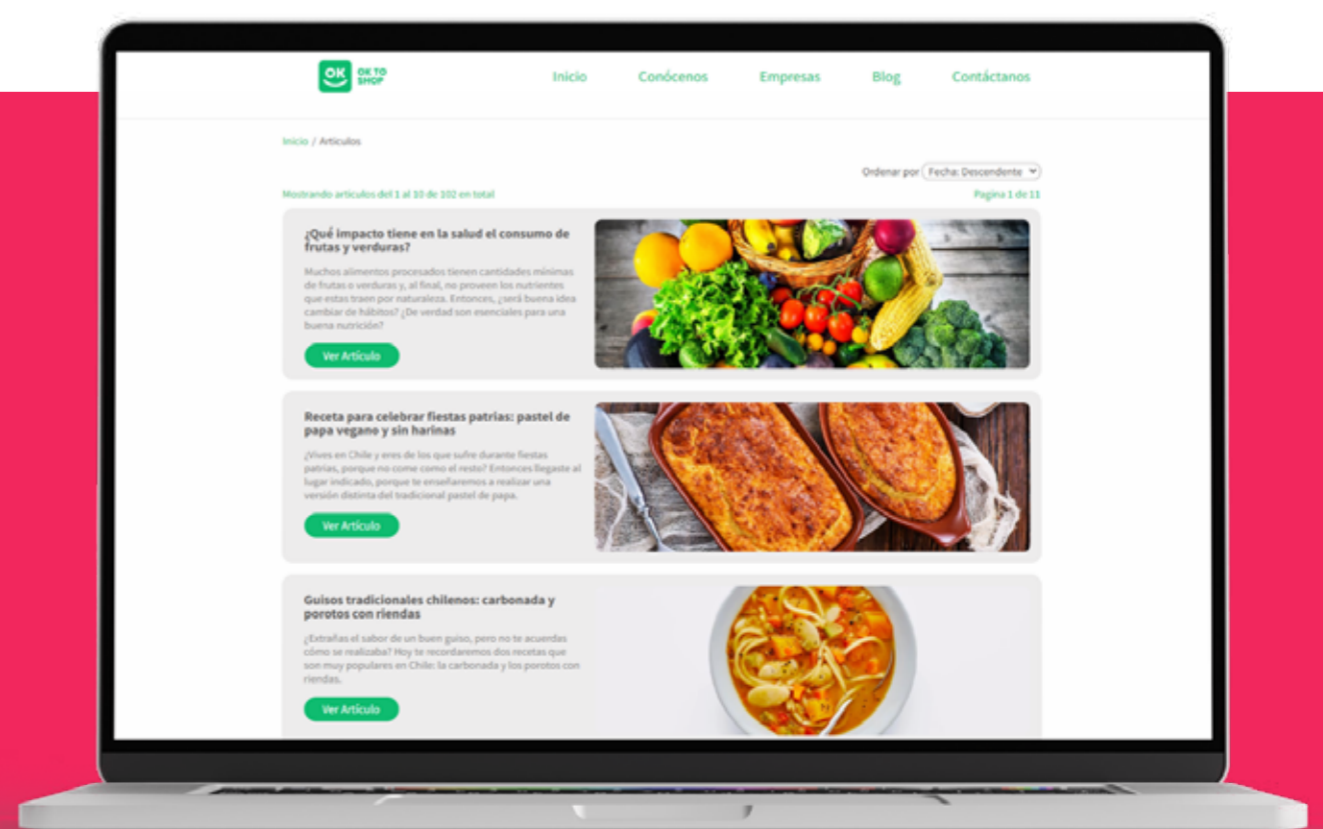 OK
OK TO
SHOP
Inicio
Conócenos
Empresas
Blog
Contáctanos
Inicio / Articulos
Ordenar por Fecha: Descendente
Mostrando articulos del 1 al 10 de 102 en total
Pagina 1 de 11
¿Qué impacto tiene en la salud el consumo de
frutas y verduras?
Muchos alimentos procesados tienen cantidades mínimas
de frutas o verduras y, al final, no proveen los nutrientes
que estas traen por naturaleza. Entonces, ¿será buena idea
cambiar de hábitos? ¿De verdad son esenciales para una
buena nutrición?
Ver Artículo
Receta para celebrar fiestas patrias: pastel de
papa vegano y sin harinas
¿Vives en Chile y eres de los que sufre durante fiestas
patrias, porque no come como el resto? Entonces llegaste al
lugar indicado, porque te enseñaremos a realizar una
versión distinta del tradicional pastel de papa.
Ver Artículo
Guisos tradicionales chilenos: carbonada y
porotos con riendas
¿Extrañas el sabor de un buen guiso, pero no te acuerdas
cómo se realizaba? Hoy te recordaremos dos recetas que
son muy populares en Chile: la carbonada y los porotos con
riendas.
Ver Artículo